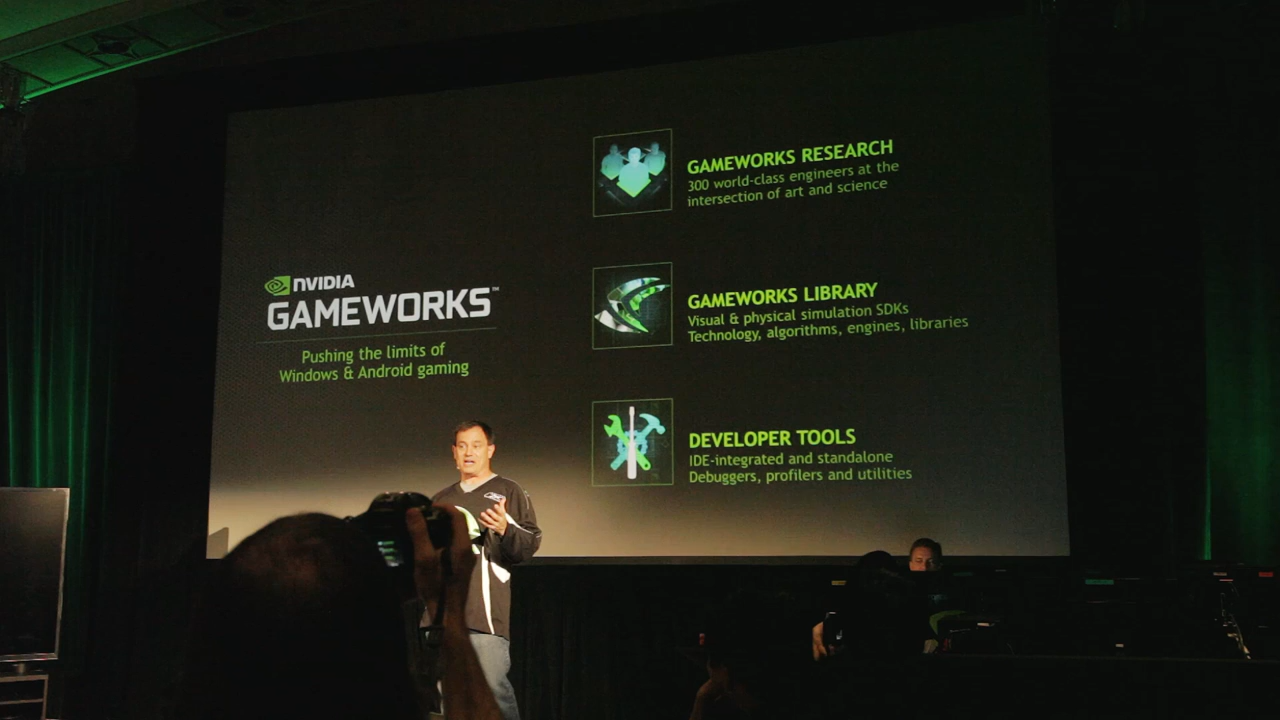 NVIDIA
GAMEWORKS™
Pushing the limits of
Windows & Android gaming
GAMEWORKS RESEARCH
300 world-class engineers at the
intersection of art and science
GAMEWORKS LIBRARY
Visual & physical simulation SDKs
Technology, algorithms, engines, libraries
DEVELOPER TOOLS
IDE-integrated and standalone
Debuggers, profilers and utilities